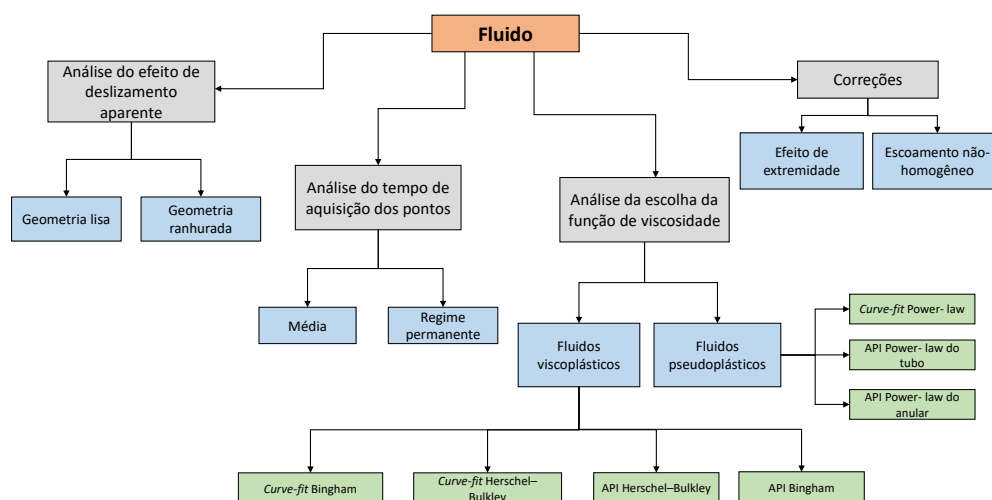 Fluido
Análise do efeito de
deslizamento
aparente
Correções
Efeito de
extremidade
Escoamento não-
homogêneo
Análise do tempo de
aquisição dos pontos
Análise da escolha da
função de viscosidade
Geometria lisa
Geometria
ranhurada
Média
Regime
permanente
Fluidos
viscoplásticos
Fluidos
pseudoplásticos
Curve-fit Power- law
API Power- law do
tubo
API Power- law do
anular
Curve-fit Bingham
Curve-fit Herschel–
Bulkley
API Herschel–Bulkley
API Bingham